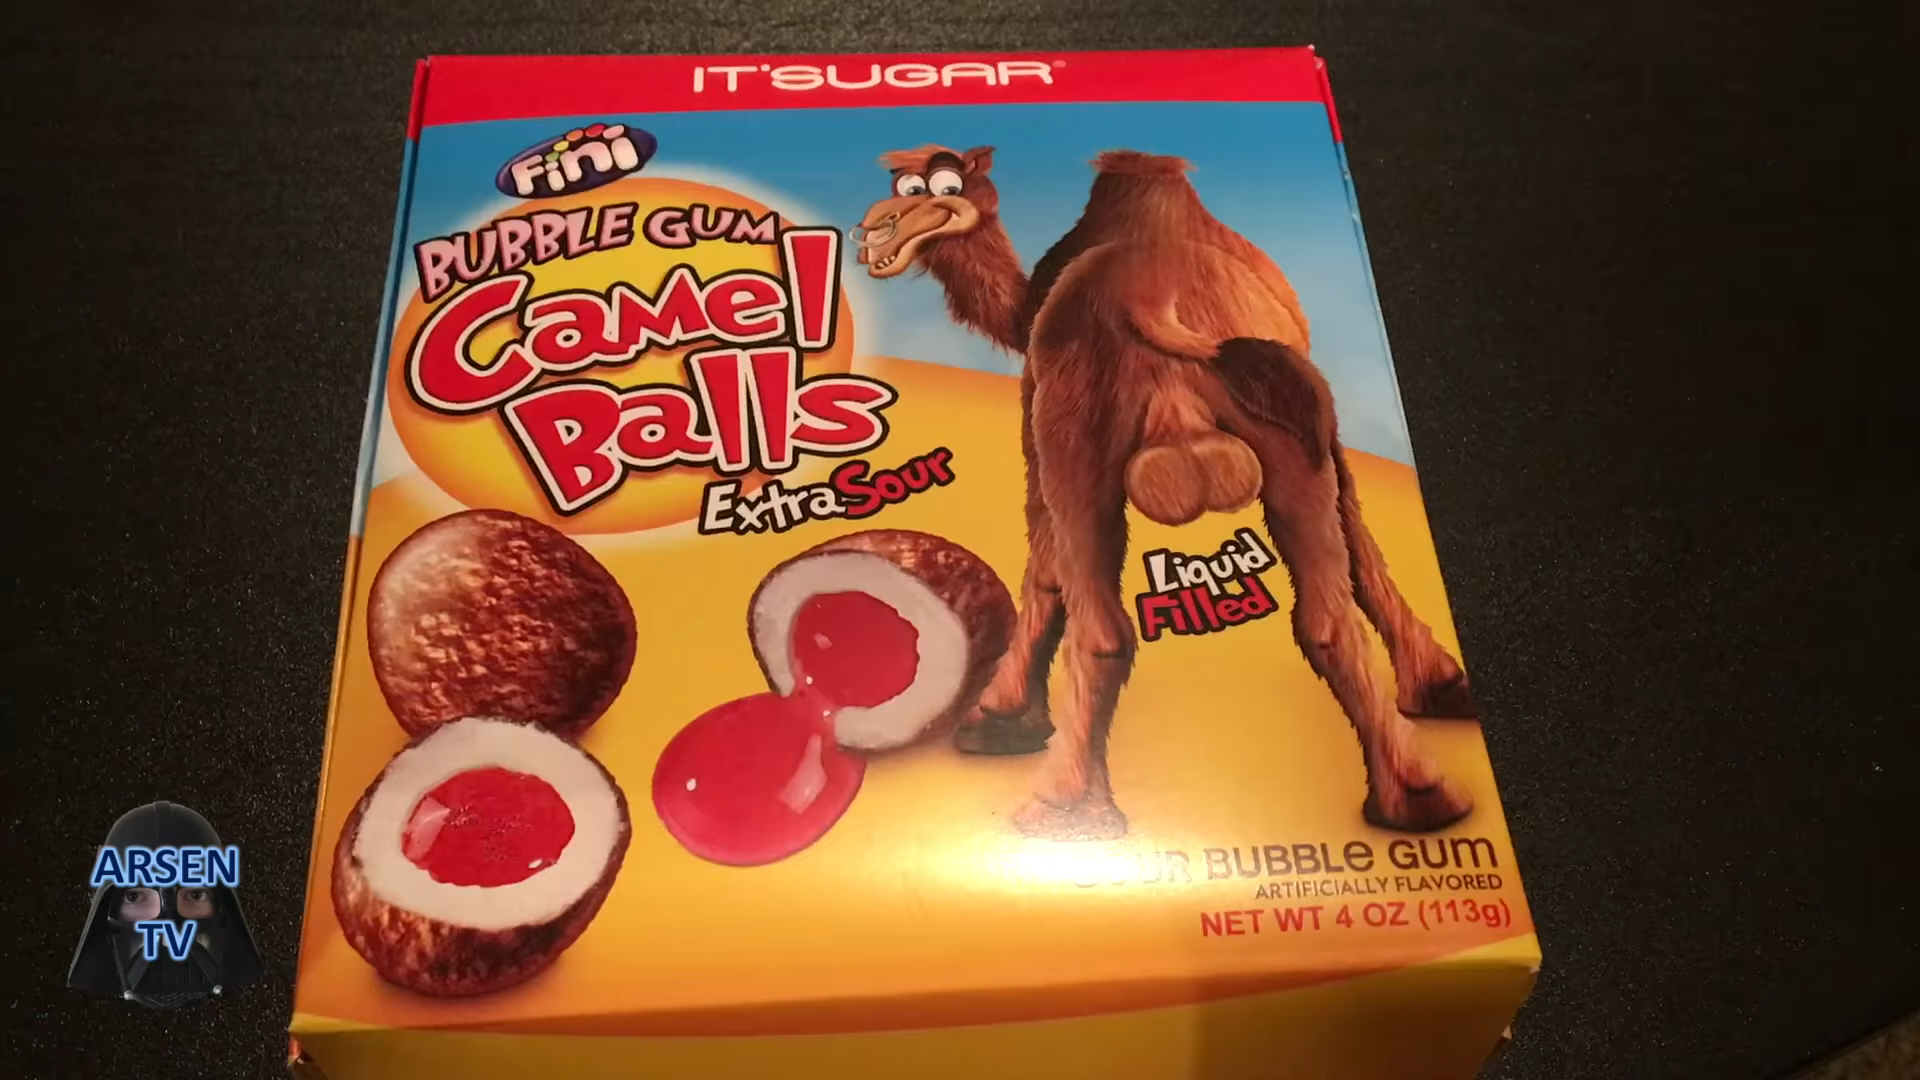 IT'SUGAR®
Fini
BUBBLE GUM
Camel
Balls
Extra Sour
Liquid
Filled
SOUR BUBBLE GUM
ARTIFICIALLY FLAVORED
NET WT 4 OZ (113g)
ARSEN
TV